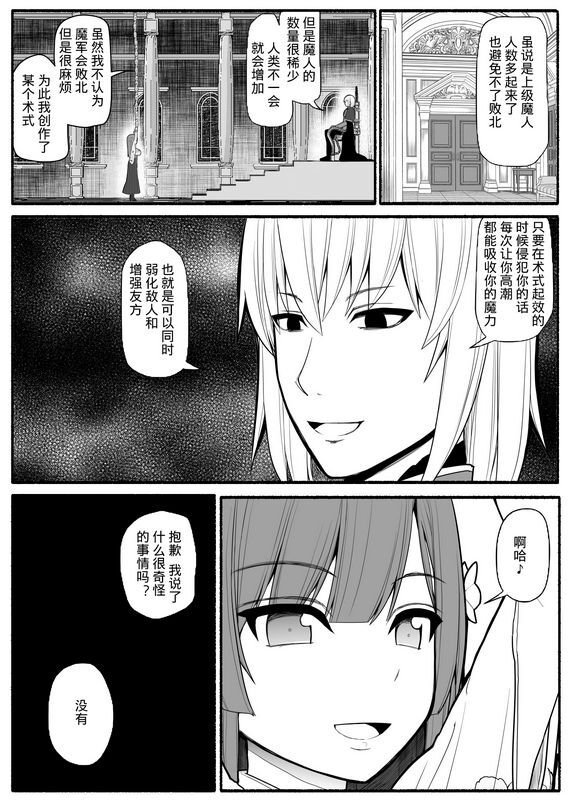 虽说是上级魔人
人数多起来了
也避免不了败北
但是魔人的
数量很稀少
人类不一会
就会增加
虽然我不认为
魔军会败北
但是很麻烦
为此我创作了
某个术式
只要在术式起效的
时候侵犯你的话
每次让你高潮
都能吸收你的魔力
也就是可以同时
弱化敌人和
增强友方
啊哈
♪
抱歉 我说了
什么很奇怪
的事情吗？
没有